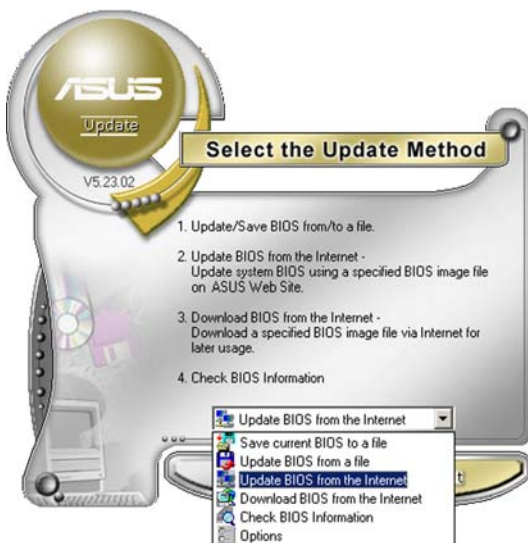 ASUS
Update
V5.23.02
Select the Update Method
1. Update/Save BIOS from/to a file.
2. Update BIOS from the Internet -
Update system BIOS using a specified BIOS image file
on ASUS Web Site.
3. Download BIOS from the Internet -
Download a specified BIOS image file via Internet for
later usage.
4. Check BIOS Information
Update BIOS from the Internet
Save current BIOS to a file
Update BIOS from a file
Update BIOS from the Internet
Download BIOS from the Internet
Check BIOS Information
Options